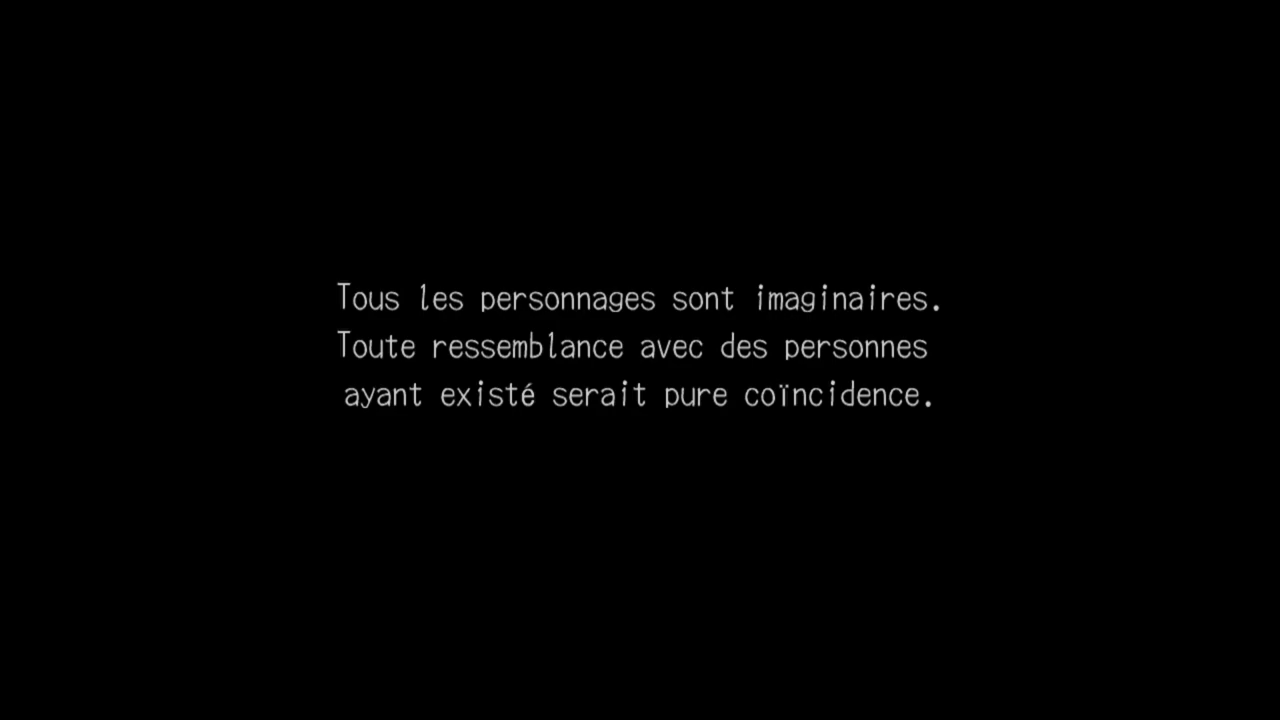 Tous les personnages sont imaginaires.
Toute ressemblance avec des personnes
ayant existé serait pure coïncidence.